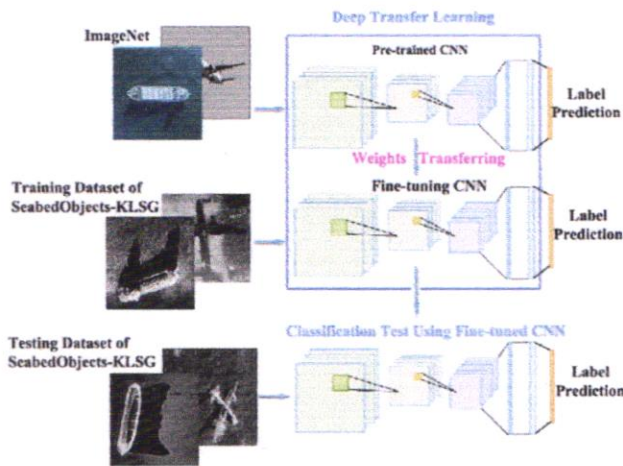 Deep Transfer Learning
ImageNet
Pre-trained CNN
Label
Prediction
Weights Transferring
Training Dataset of
SeabedObjects-KLSG
Fine-tuning CNN
Label
Prediction
Testing Dataset of
SeabedObjects-KLSG
Classification Test Using Fine-tuned CNN
Label
Prediction